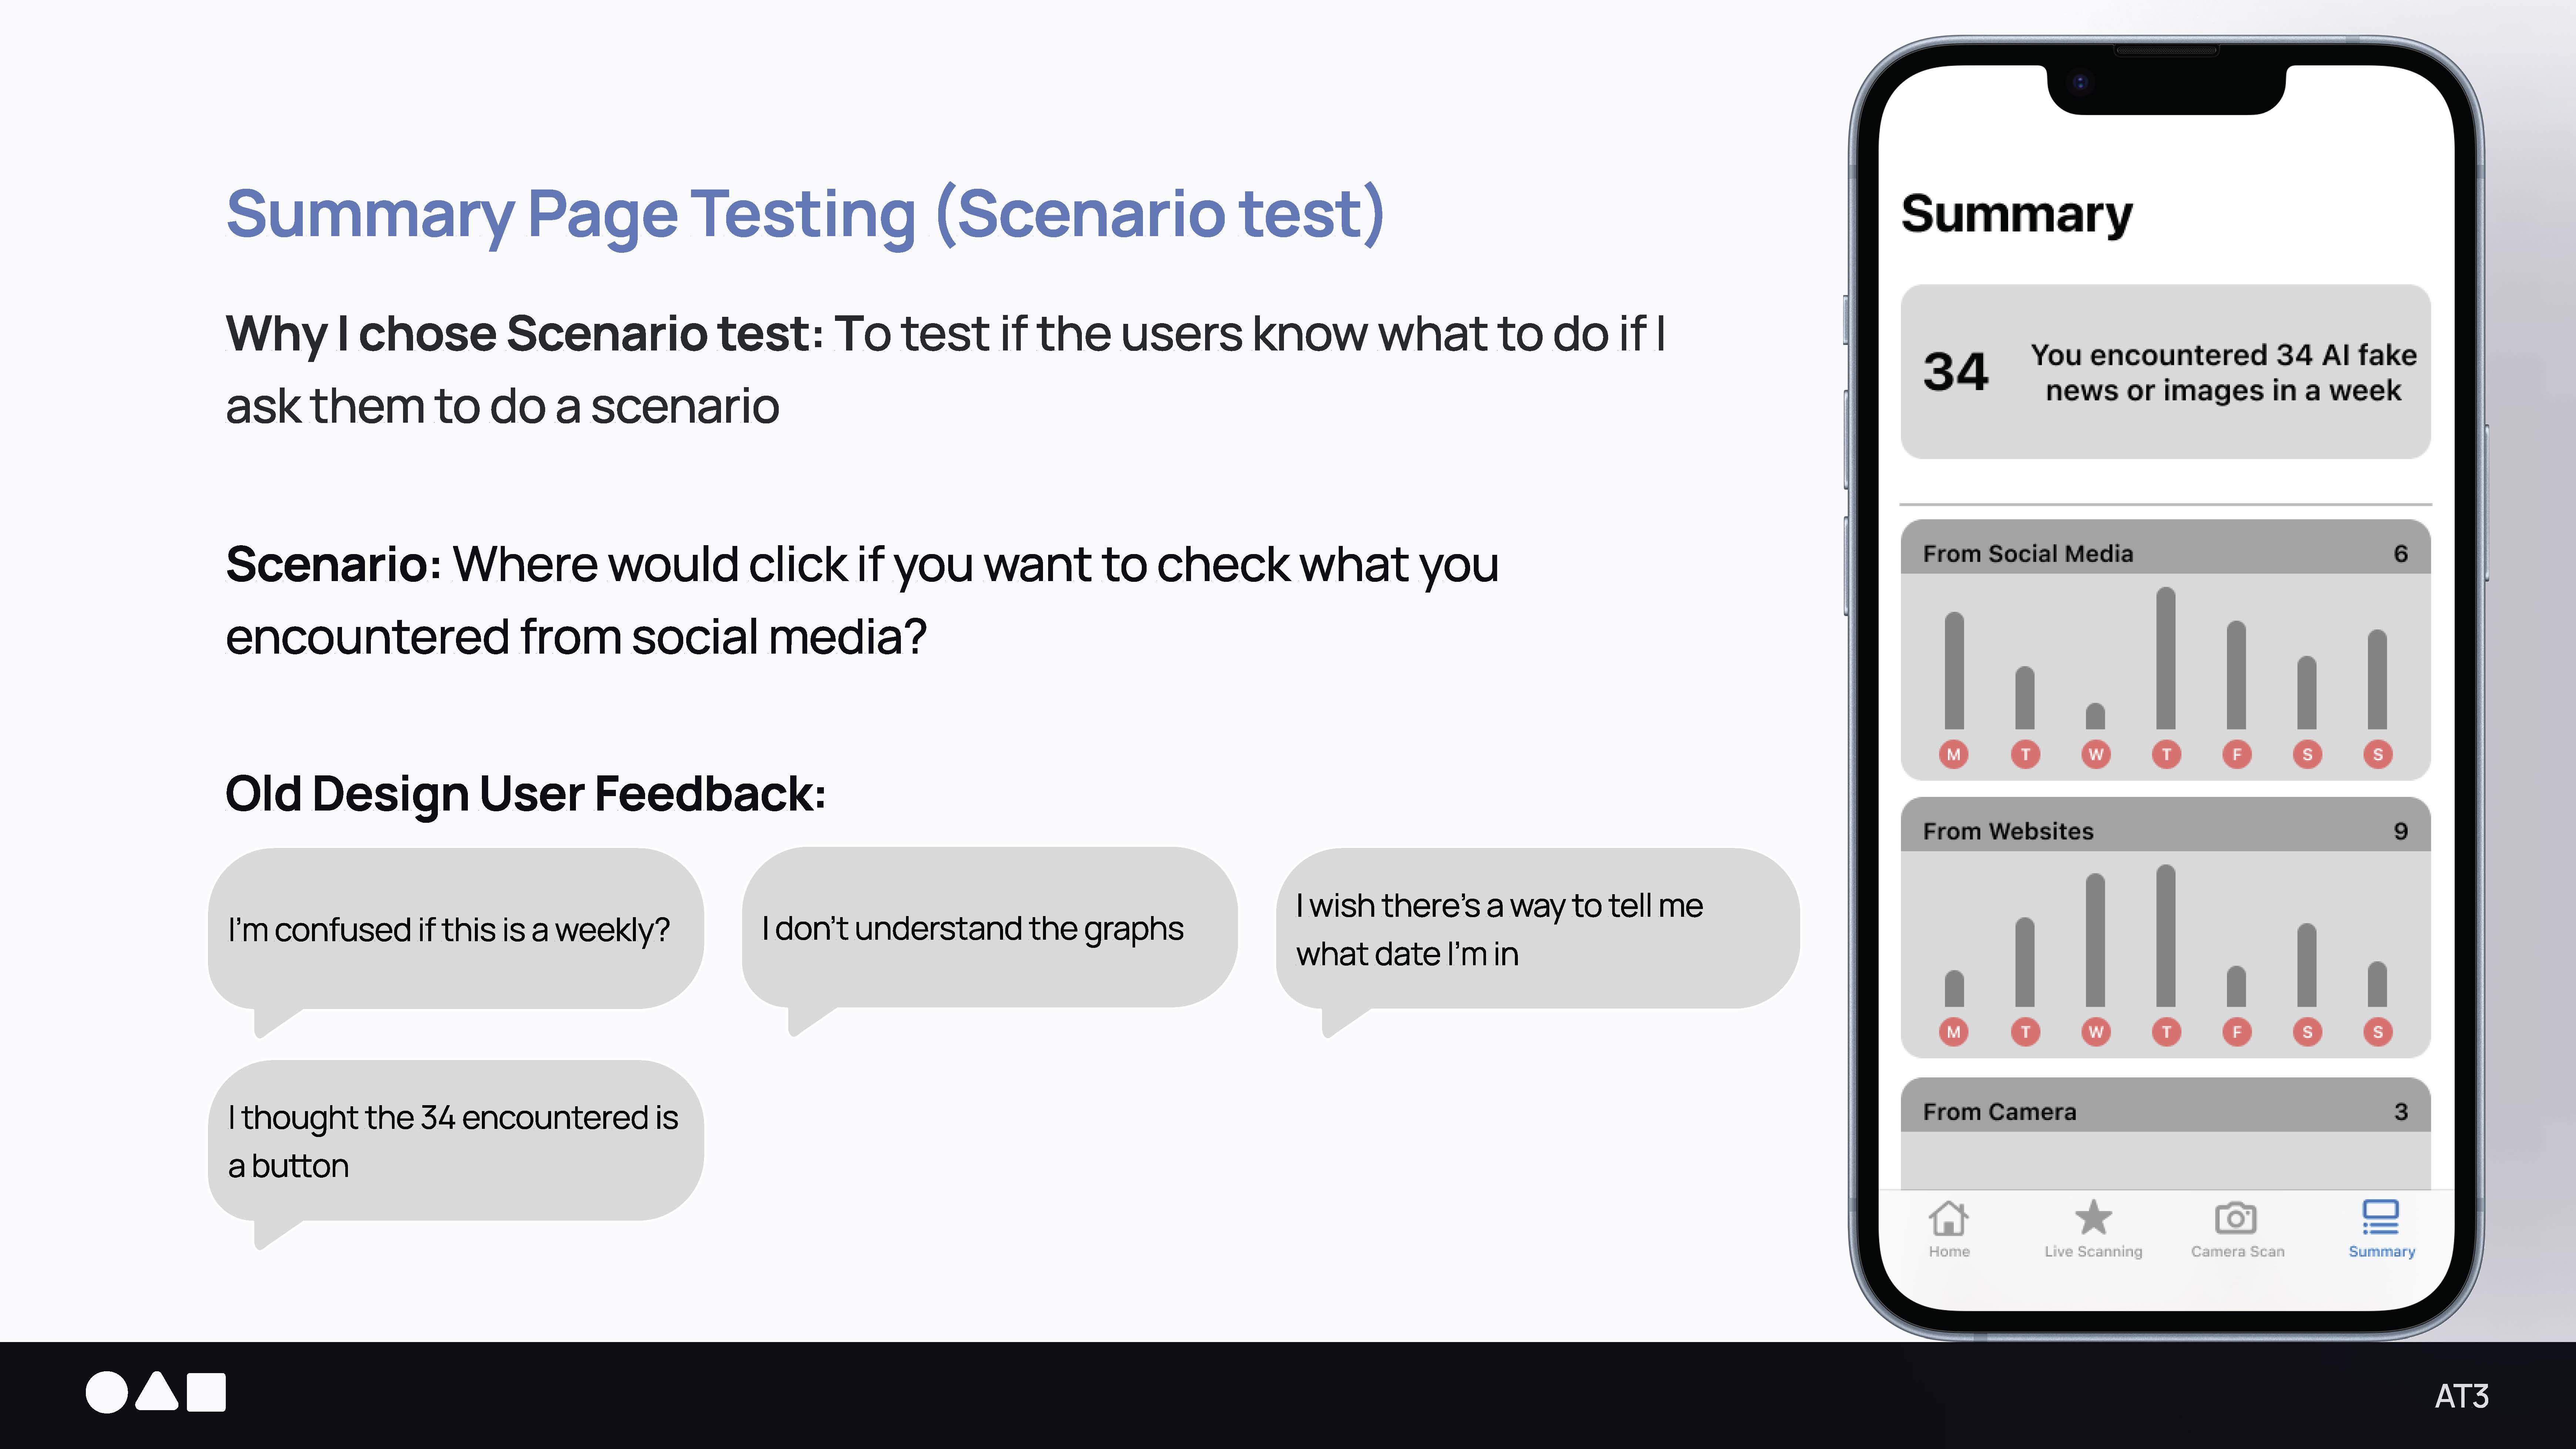 Summary Page Testing (Scenario test)
Why I chose Scenario test: To test if the users know what to do if I
ask them to do a scenario
Scenario: Where would click if you want to check what you
encountered from social media?
Old Design User Feedback:
I'm confused if this is a weekly?
I don't understand the graphs
I wish there's a way to tell me
what date I'm in
I thought the 34 encountered is
a button
Summary
34
You encountered 34 AI fake
news or images in a week
From Social Media 6
M T W T F S S
From Websites 9
M T W T F S S
From Camera 3
Home Live Scanning Camera Scan Summary
AT3